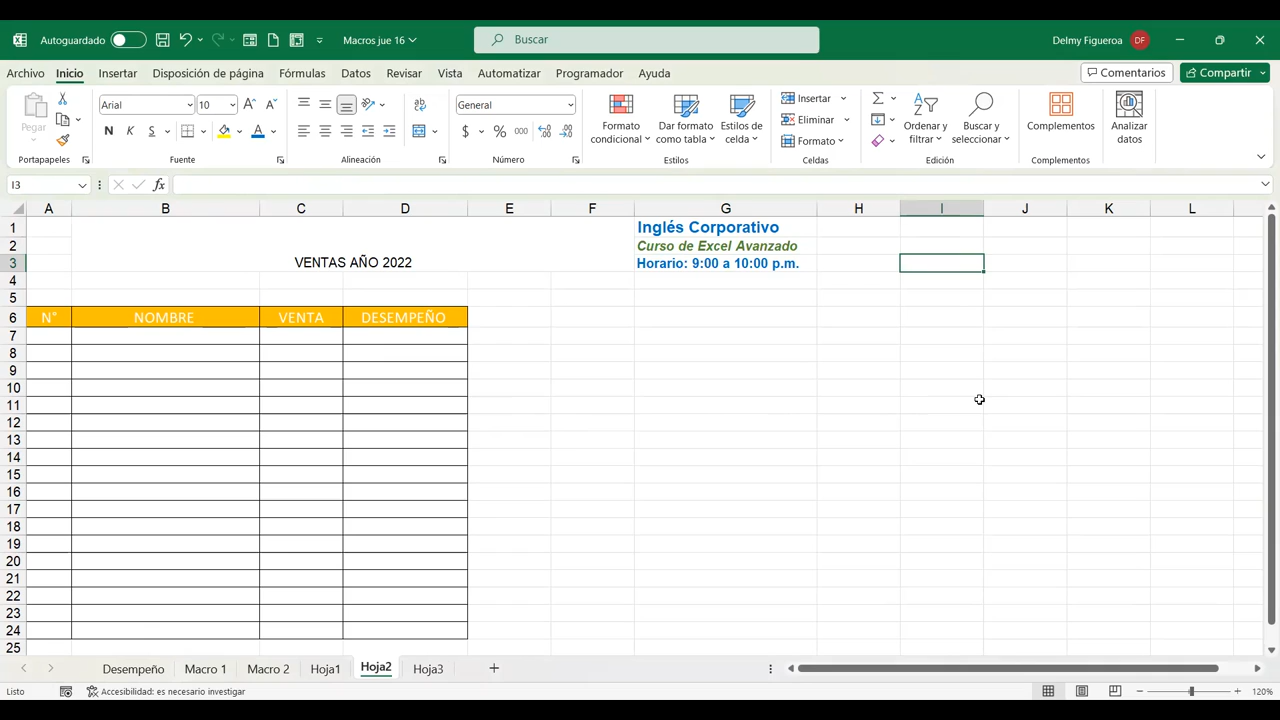 Autoguardado
Macros jue 16
Buscar
Delmy Figueroa DF
Archivo Inicio Insertar Disposición de página Fórmulas Datos Revisar Vista Automatizar Programador Ayuda
Comentarios Compartir
Pegar
Portapapeles
Arial 10
N K S
Fuente
Alineación
General
$ % 000
Número
Formato condicional
Dar formato como tabla
Estilos de celda
Estilos
Insertar
Eliminar
Formato
Celdas
Ordenar y filtrar
Buscar y seleccionar
Edición
Complementos
Complementos
Analizar datos
I3 fx
A B C D E F G H I J K L
1 Inglés Corporativo
2 Curso de Excel Avanzado
3 VENTAS AÑO 2022 Horario: 9:00 a 10:00 p.m.
4
5
6 N° NOMBRE VENTA DESEMPEÑO
7
8
9
10
11
12
13
14
15
16
17
18
19
20
21
22
23
24
25
Desempeño Macro 1 Macro 2 Hoja1 Hoja2 Hoja3
Listo Accesibilidad: es necesario investigar 120%